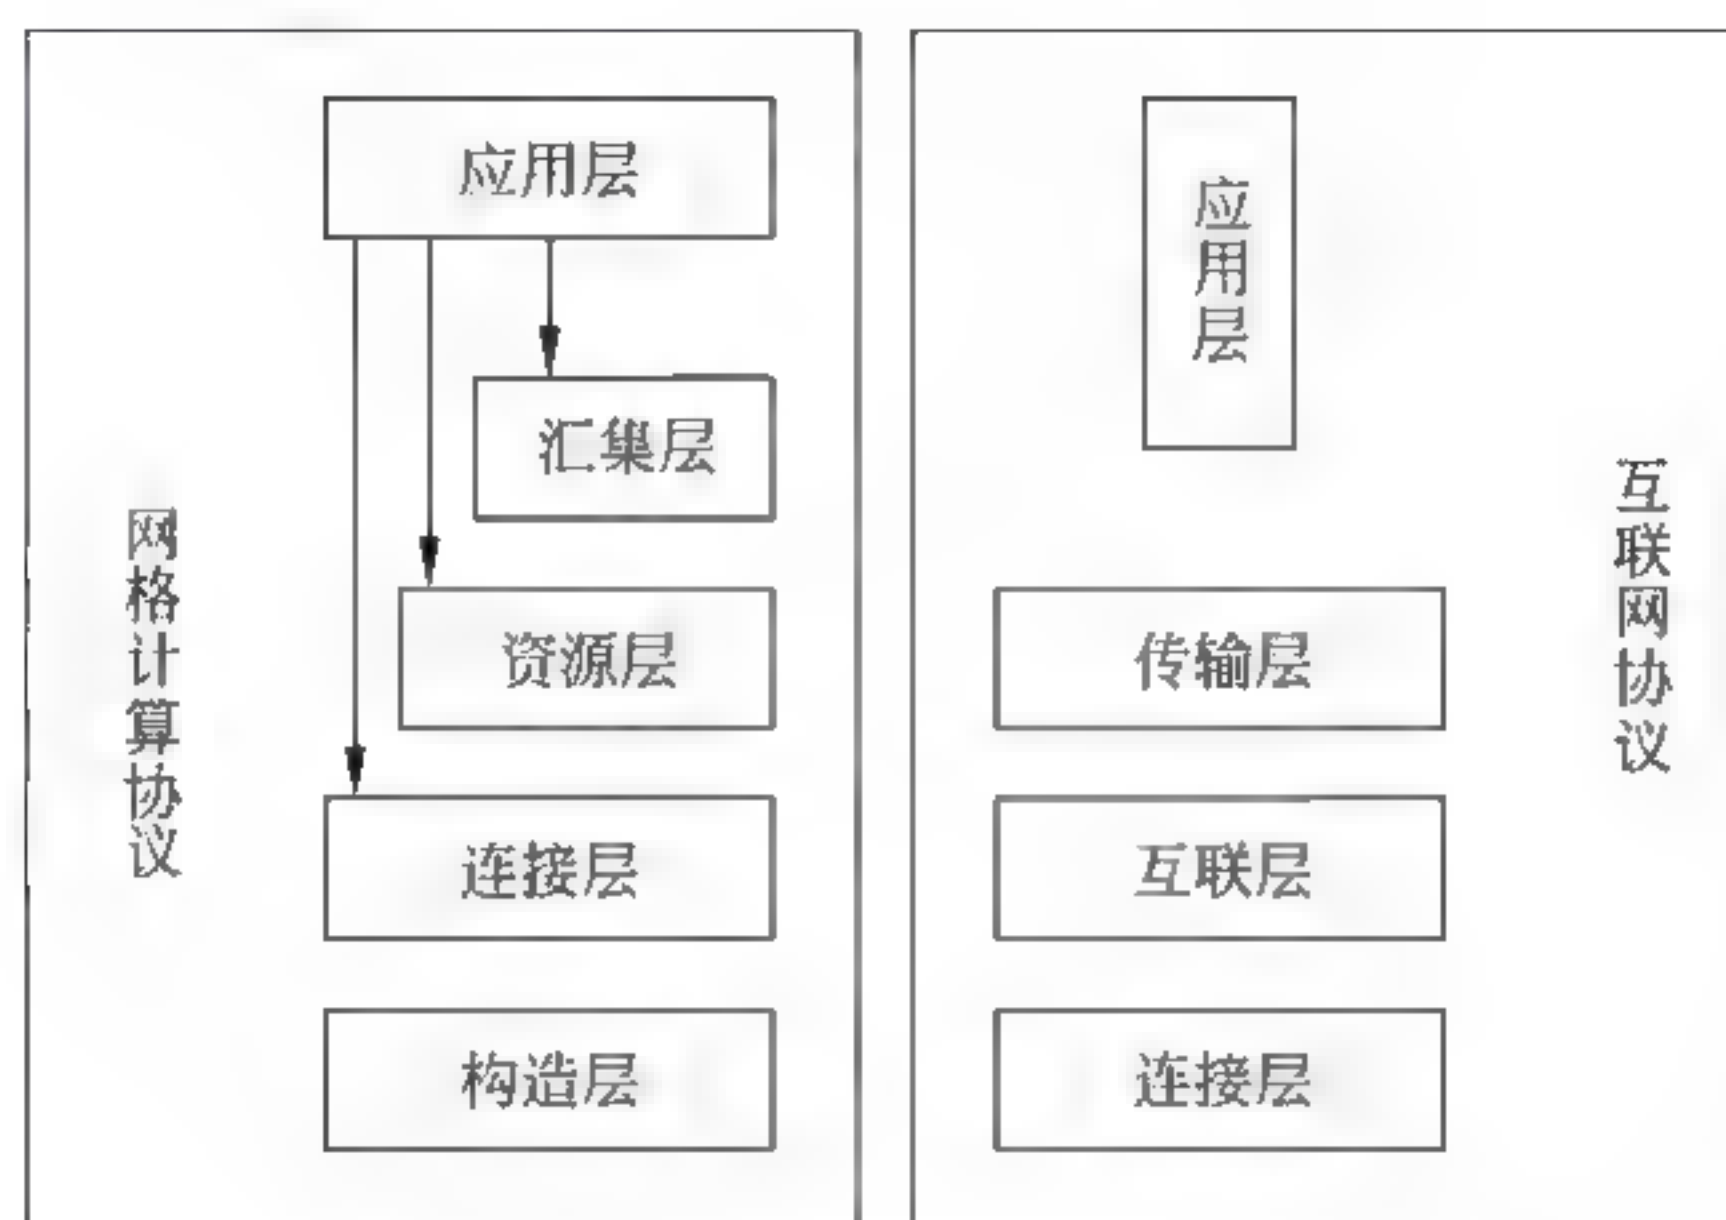 网格计算协议
应用层
汇集层
资源层
连接层
构造层
应用层
传输层
互联层
连接层
互联网协议